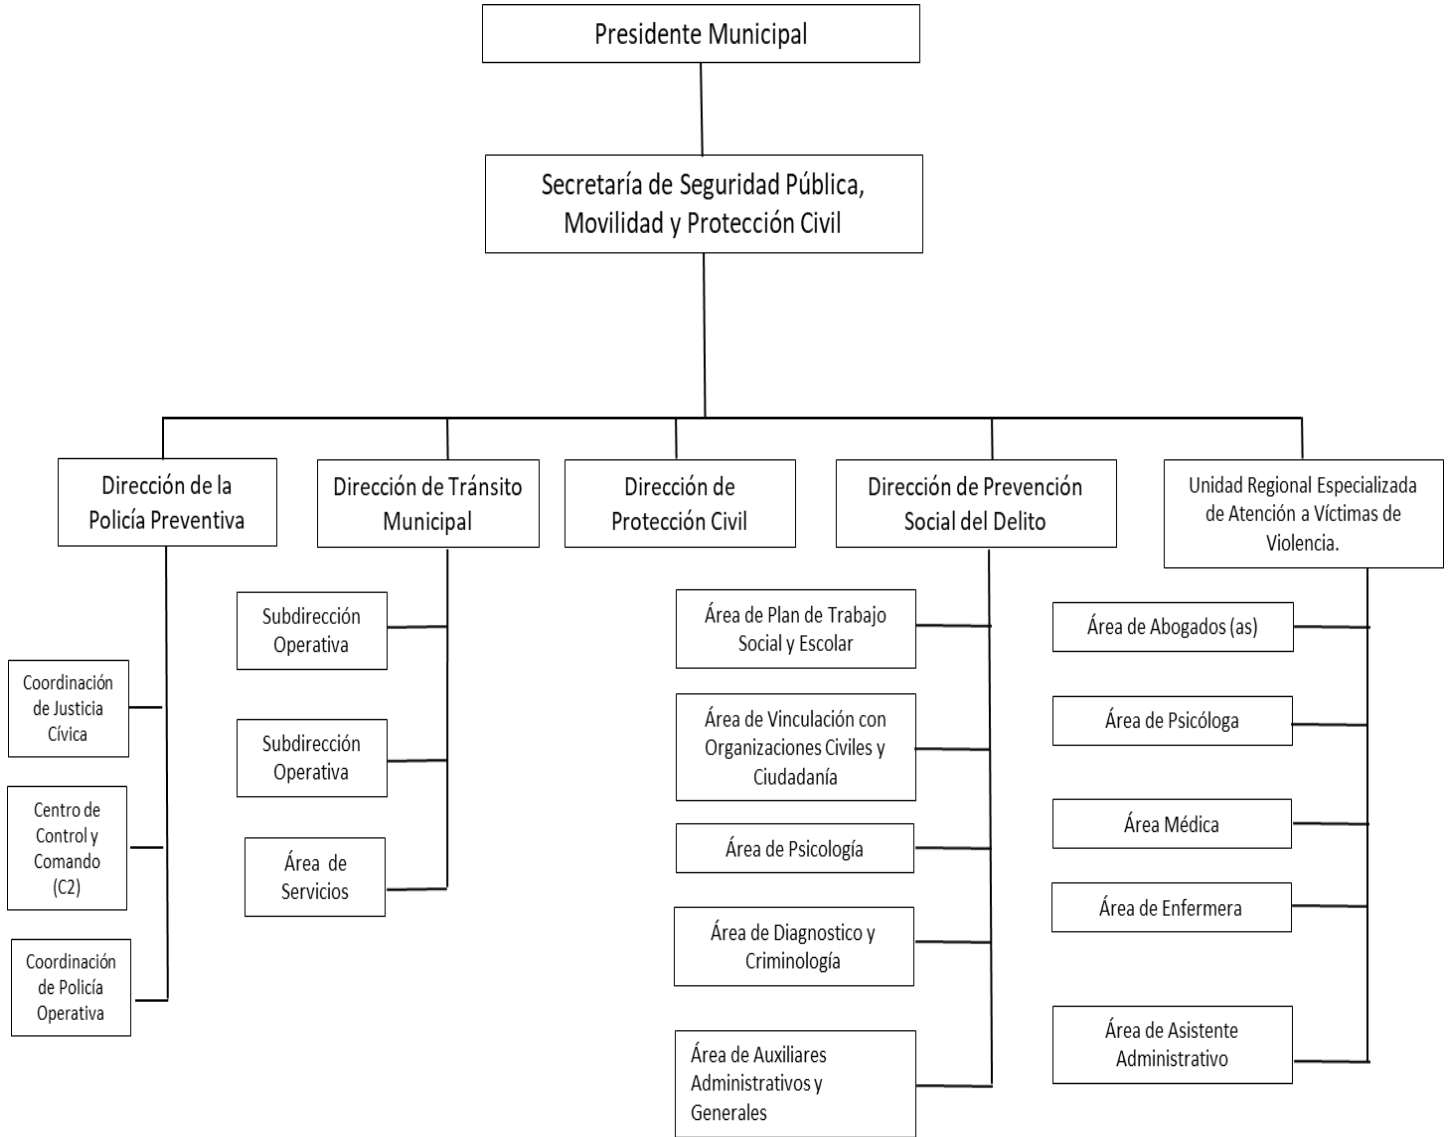 Presidente Municipal
Secretaría de Seguridad Pública,
Movilidad y Protección Civil
Dirección de la
Policía Preventiva
Dirección de Tránsito
Municipal
Dirección de
Protección Civil
Dirección de Prevención
Social del Delito
Unidad Regional Especializada
de Atención a Víctimas de
Violencia.
Coordinación
de Justicia
Cívica
Centro de
Control y
Comando
(C2)
Coordinación
de Policía
Operativa
Subdirección
Operativa
Subdirección
Operativa
Área de
Servicios
Área de Plan de Trabajo
Social y Escolar
Área de Vinculación con
Organizaciones Civiles y
Ciudadanía
Área de Psicología
Área de Diagnostico y
Criminología
Área de Auxiliares
Administrativos y
Generales
Área de Abogados (as)
Área de Psicóloga
Área Médica
Área de Enfermera
Área de Asistente
Administrativo